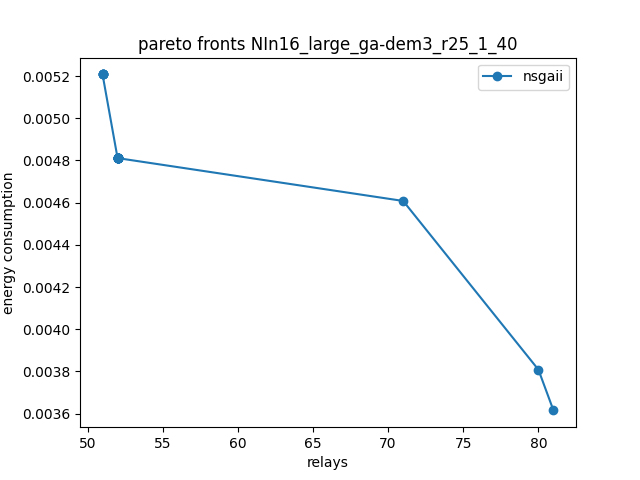 pareto fronts NIn16_large_ga-dem3_r25_1_40
nsgaii
0.0052
0.0050
0.0048
0.0046
0.0044
0.0042
0.0040
0.0038
0.0036
energy consumption
50 55 60 65 70 75 80
relays